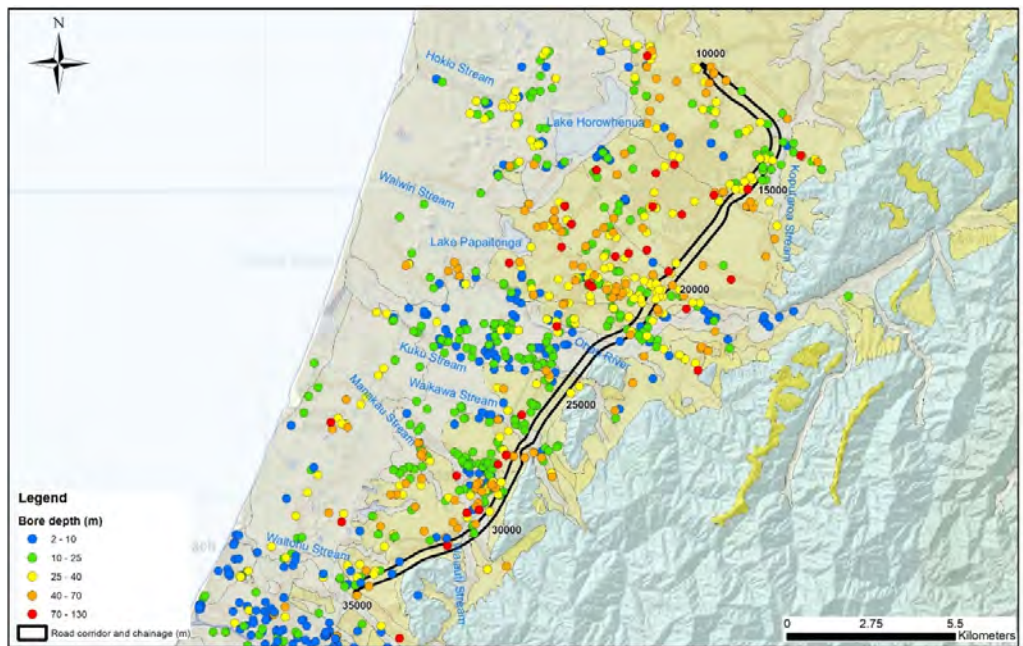 N
10000
Hokio Stream
Lake Horowhenua
Waiwiri Stream
15000
Kopuaroa Stream
Lake Papaitonga
20000
Kuku Stream
Ohau River
Waikawa Stream
Manakau Stream
25000
30000
Waitohu Stream
Stream
35000
Legend
Bore depth (m)
2 - 10
10 - 25
25 - 40
40 - 70
70 - 130
Road corridor and chainage (m)
0 2.75 5.5
Kilometers